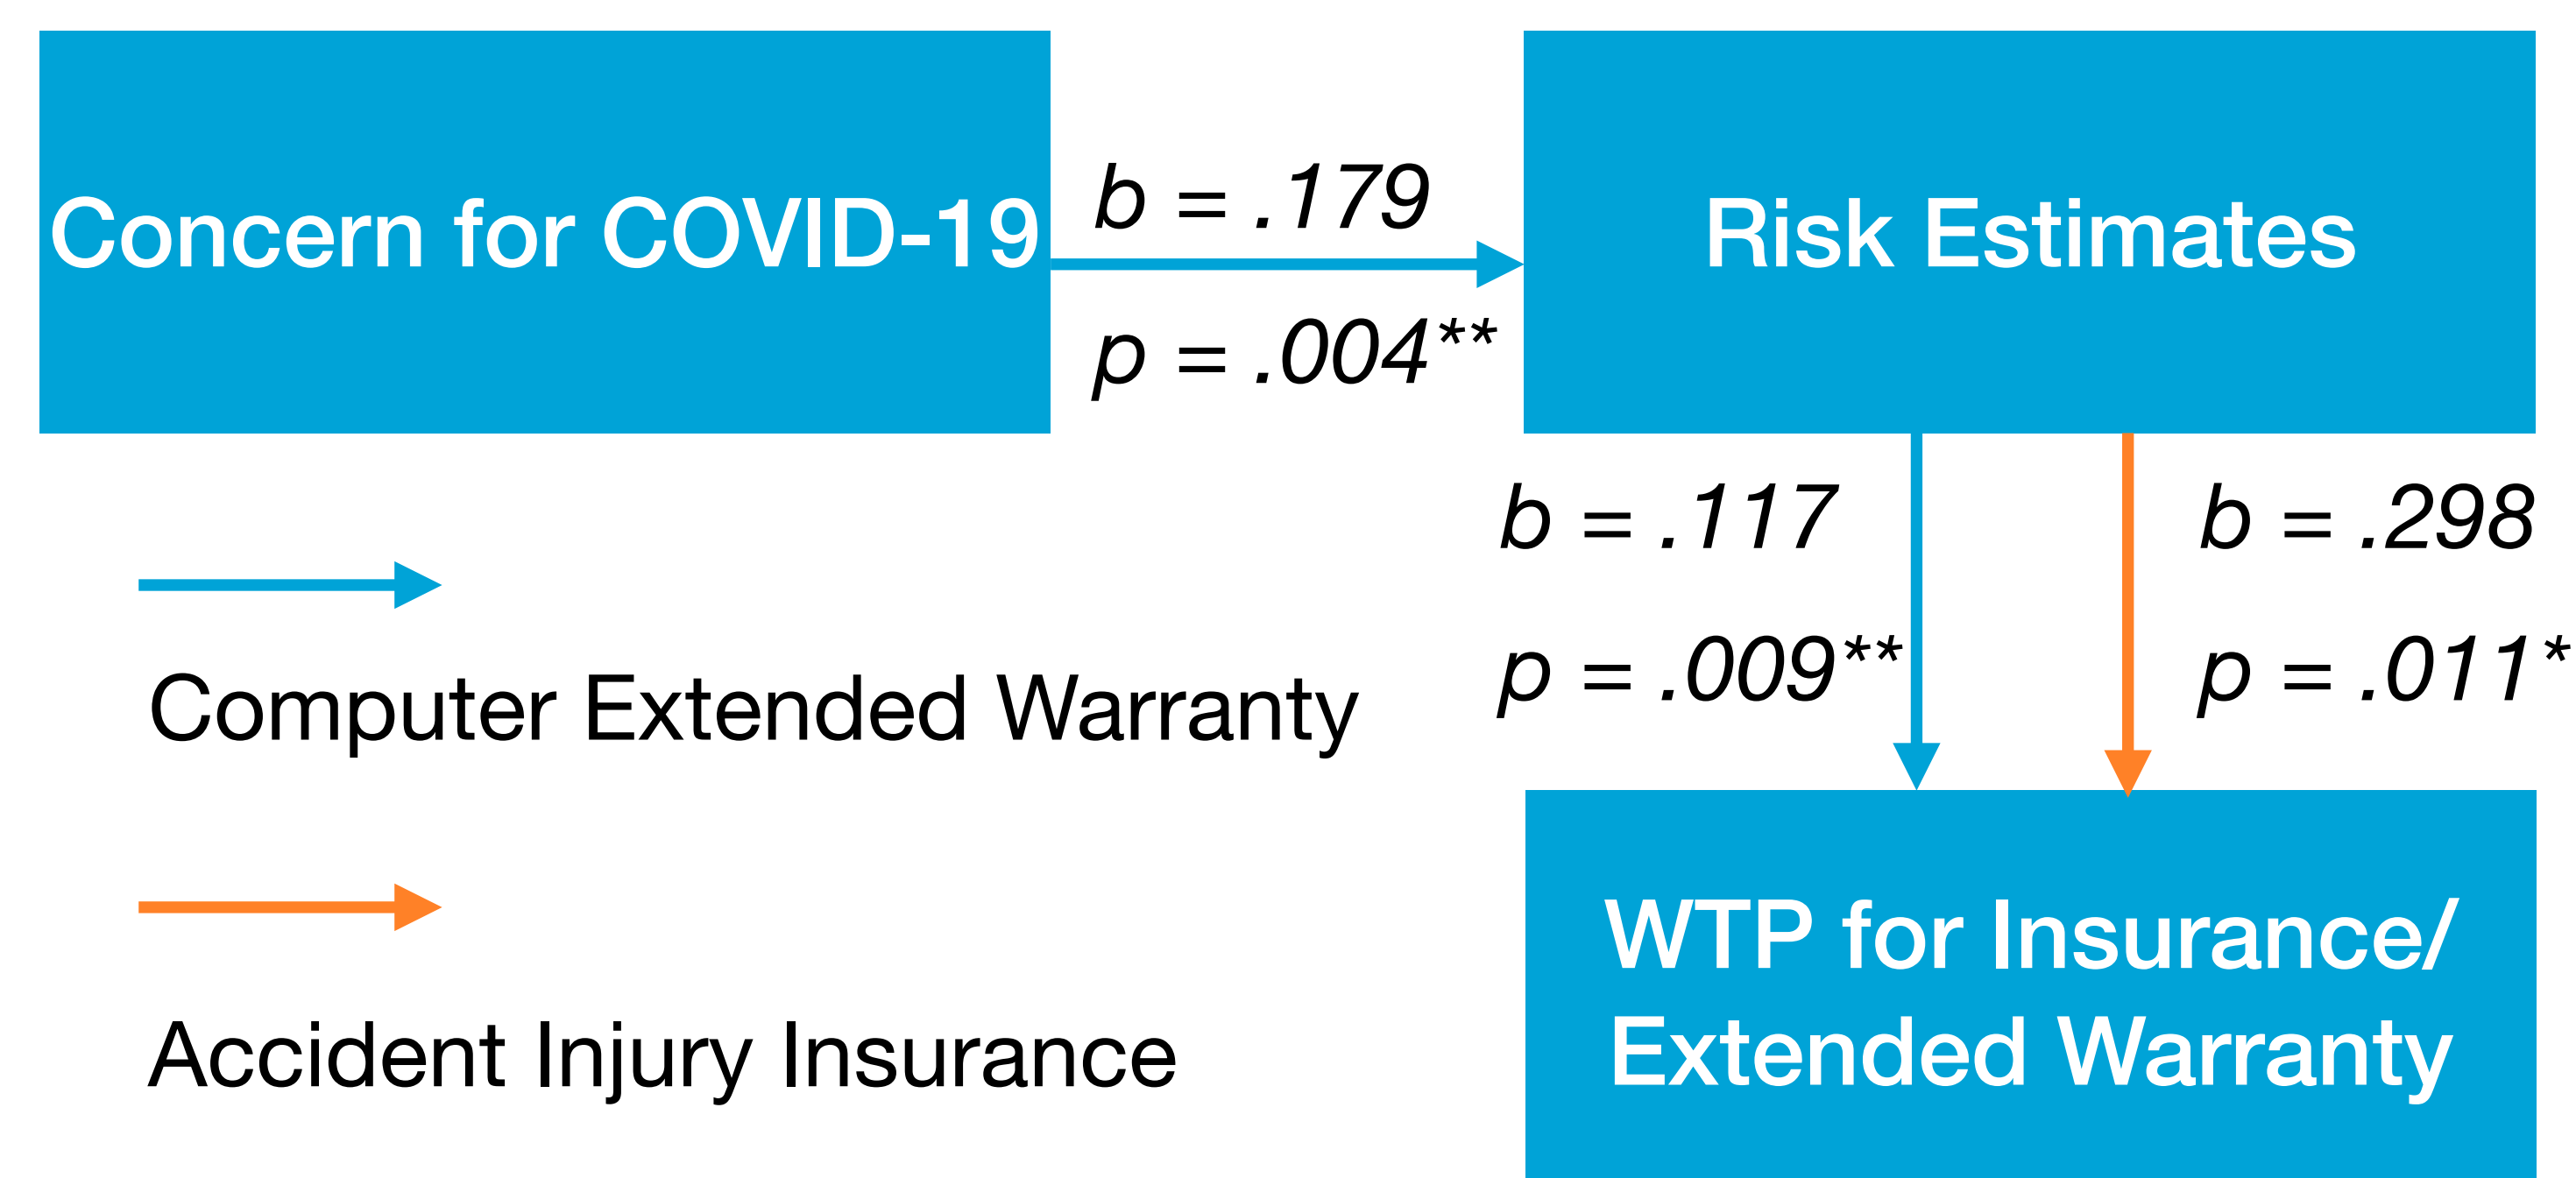 Concern for COVID-19
b = .179
p = .004**
Risk Estimates
b = .117
p = .009**
b = .298
p = .011*
Computer Extended Warranty
Accident Injury Insurance
WTP for Insurance/
Extended Warranty